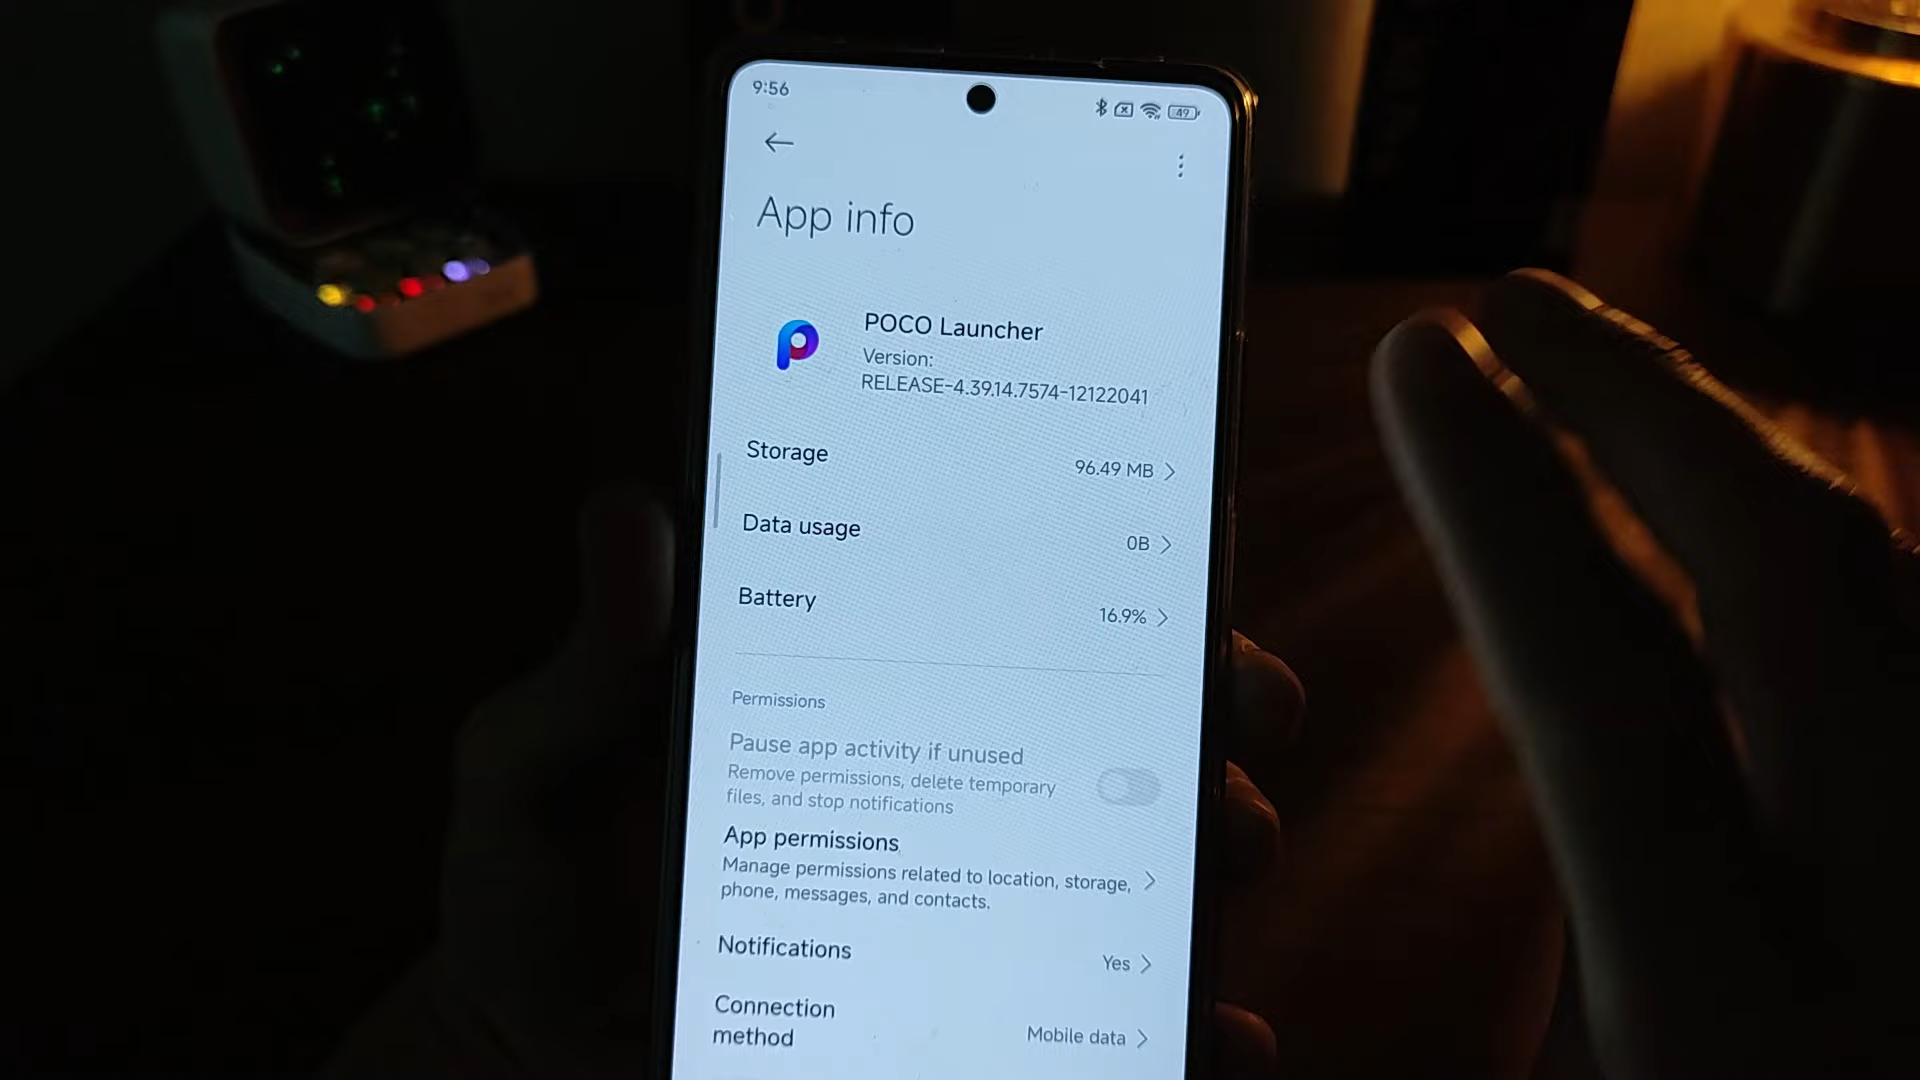 9:56
49
App info
POCO Launcher
Version:
RELEASE-4.39.14.7574-12122041
Storage
96.49 MB
Data usage
0B
Battery
16.9%
Permissions
Pause app activity if unused
Remove permissions, delete temporary
files, and stop notifications
App permissions
Manage permissions related to location, storage,
phone, messages, and contacts.
Notifications
Yes
Connection
method
Mobile data